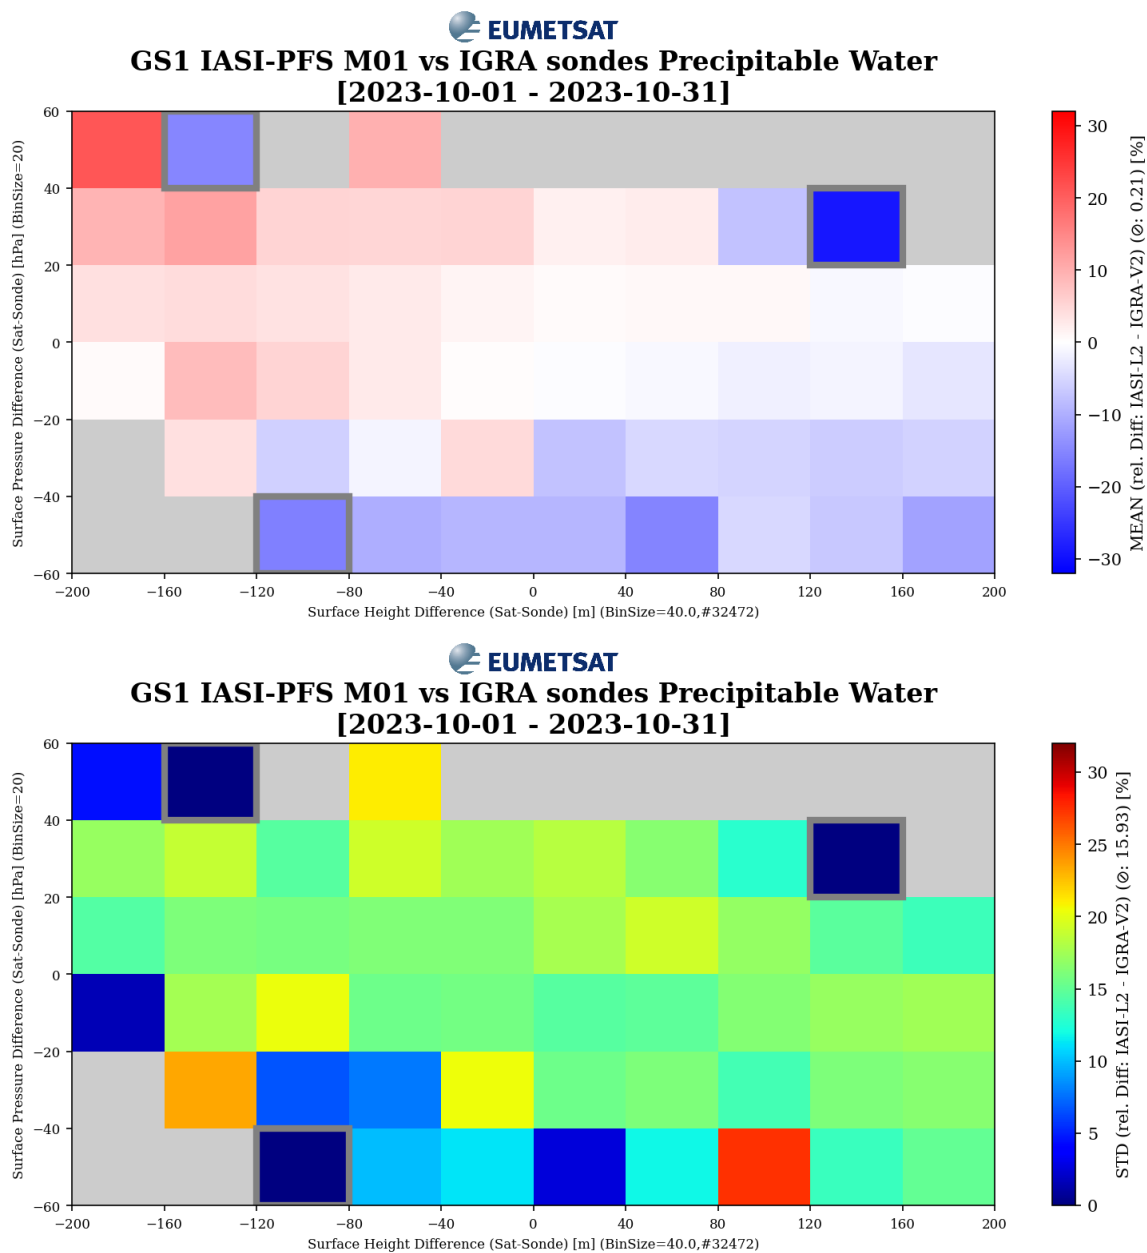 EUMETSAT
GS1 IASI-PFS M01 vs IGRA sondes Precipitable Water
[2023-10-01 - 2023-10-31]
Surface Pressure Difference (Sat-Sonde) [hPa] (BinSize=20)
60
40
20
0
−20
−40
−60
−200 −160 −120 −80 −40 0 40 80 120 160 200
Surface Height Difference (Sat-Sonde) [m] (BinSize=40.0,#32472)
30
20
10
0
−10
−20
−30
MEAN (rel. Diff: IASI-L2 - IGRA-V2) (⌀: 0.21) [%]
EUMETSAT
GS1 IASI-PFS M01 vs IGRA sondes Precipitable Water
[2023-10-01 - 2023-10-31]
Surface Pressure Difference (Sat-Sonde) [hPa] (BinSize=20)
60
40
20
0
−20
−40
−60
−200 −160 −120 −80 −40 0 40 80 120 160 200
Surface Height Difference (Sat-Sonde) [m] (BinSize=40.0,#32472)
30
25
20
15
10
5
0
STD (rel. Diff: IASI-L2 - IGRA-V2) (⌀: 15.93) [%]